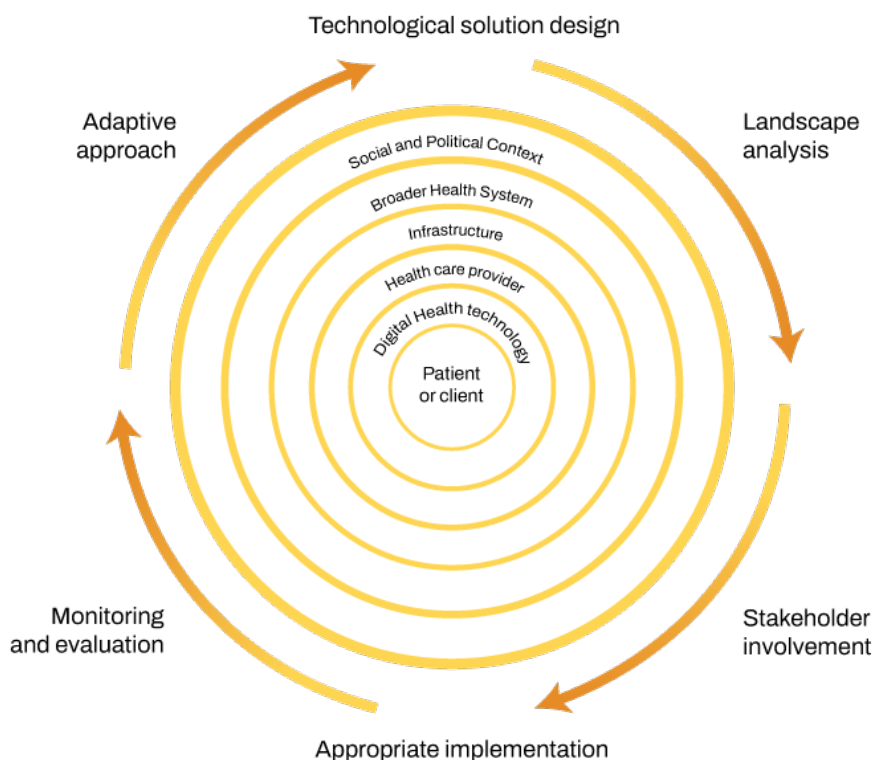 Technological solution design
Adaptive
approach
Landscape
analysis
Social and Political Context
Broader Health System
Infrastructure
Health care provider
Digital Health technology
Patient
or client
Monitoring
and evaluation
Stakeholder
involvement
Appropriate implementation